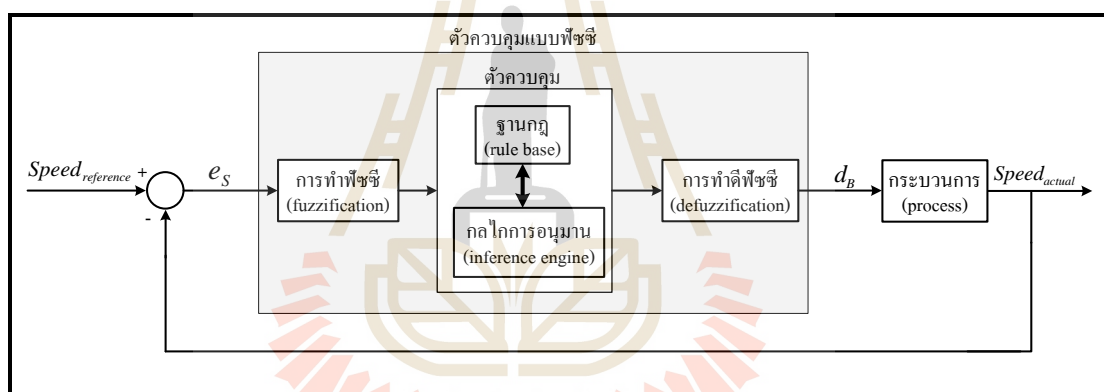 ตัวควบคุมแบบฟัซซี
ตัวควบคุม
ฐานกฎ
(rule base)
Speed_reference
+
-
e_S
การทำฟัซซี
(fuzzification)
กลไกการอนุมาน
(inference engine)
การทำดีฟัซซี
(defuzzification)
d_B
กระบวนการ
(process)
Speed_actual